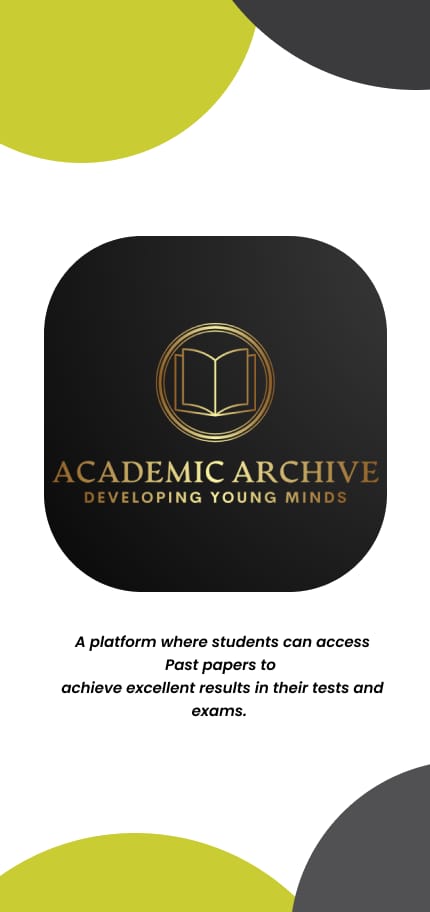 ACADEMIC ARCHIVE
DEVELOPING YOUNG MINDS
A platform where students can access
Past papers to
achieve excellent results in their tests and
exams.